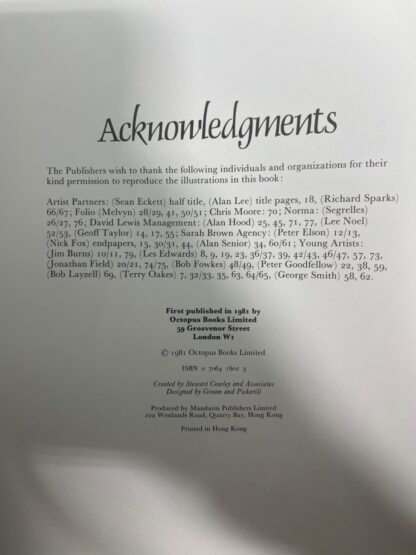 Acknowledgments
The Publishers wish to thank the following individuals and organizations for their
kind permission to reproduce the illustrations in this book:
Artist Partners: (Sean Eckett) half title, (Alan Lee) title pages, 18, (Richard Sparks)
66/67; Folio (Melvyn) 28/29, 41, 50/51; Chris Moore: 70; Norma: (Segrelles)
26/27, 76; David Lewis Management: (Alan Hood) 25, 45, 71, 77, (Lee Noel)
52/53, (Geoff Taylor) 14, 17, 55; Sarah Brown Agency: (Peter Elson) 12/13,
(Nick Fox) endpapers, 15, 30/31, 44, (Alan Senior) 34, 60/61; Young Artists:
(Jim Burns) 10/11, 79, (Les Edwards) 8, 9, 19, 23, 36/37, 39, 42/43, 46/47, 57, 73,
(Jonathan Field) 20/21, 74/75, (Bob Fowkes) 48/49, (Peter Goodfellow) 22, 38, 59,
(Bob Layzell) 69, (Terry Oakes) 7, 32/33, 35, 63, 64/65, (George Smith) 58, 62.
First published in 1981 by
Octopus Books Limited
59 Grosvenor Street
London W1
© 1981 Octopus Books Limited
ISBN 0 7064 1602 3
Created by Stewart Cowley and Associates
Designed by Groom and Pickerill
Produced by Mandarin Publishers Limited
22a Westlands Road, Quarry Bay, Hong Kong
Printed in Hong Kong